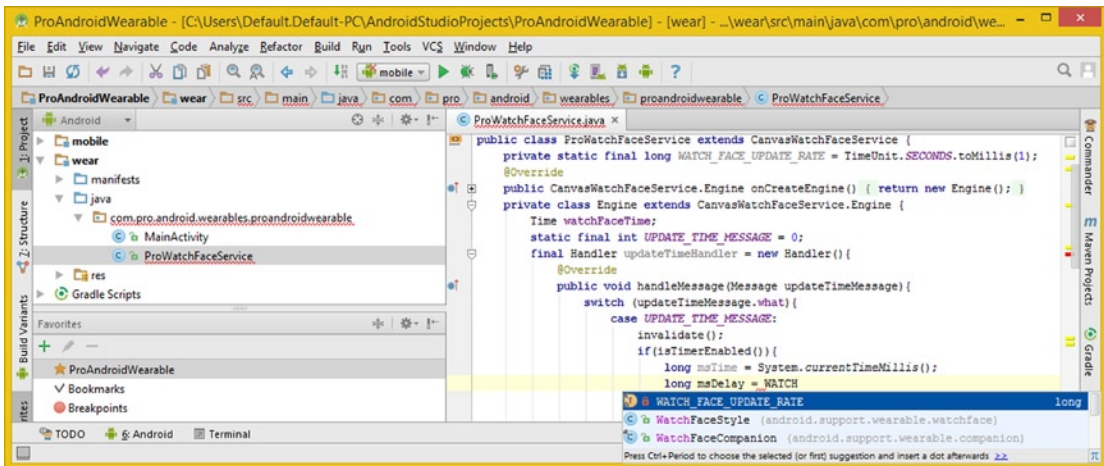 ProAndroidWearable - [C:\Users\Default.Default-PC\AndroidStudioProjects\ProAndroidWearable] - [wear] - ...\wear\src\main\java\com\pro\android\we...
File Edit View Navigate Code Analyze Refactor Build Run Tools VCS Window Help
mobile
ProAndroidWearable wear src main java com pro android wearables proandroidwearable ProWatchFaceService
1: Project
2: Structure
Build Variants
rites
Android
mobile
wear
manifests
java
com.pro.android.wearables.proandroidwearable
MainActivity
ProWatchFaceService
res
Gradle Scripts
Favorites
ProAndroidWearable
Bookmarks
Breakpoints
ProWatchFaceService.java
public class ProWatchFaceService extends CanvasWatchFaceService {
private static final long WATCH_FACE_UPDATE_RATE = TimeUnit.SECONDS.toMillis(1);
@Override
public CanvasWatchFaceService.Engine onCreateEngine() { return new Engine(); }
private class Engine extends CanvasWatchFaceService.Engine {
Time watchFaceTime;
static final int UPDATE_TIME_MESSAGE = 0;
final Handler updateTimeHandler = new Handler(){
@Override
public void handleMessage(Message updateTimeMessage){
switch (updateTimeMessage.what){
case UPDATE_TIME_MESSAGE:
invalidate();
if(isTimerEnabled()){
long msTime = System.currentTimeMillis();
long msDelay = WATCH
WATCH_FACE_UPDATE_RATE long
WatchFaceStyle (android.support.wearable.watchface)
WatchFaceCompanion (android.support.wearable.companion)
Press Ctrl+Period to choose the selected (or first) suggestion and insert a dot afterwards >>
Commander
Maven Projects
Gradle
TODO 6: Android Terminal